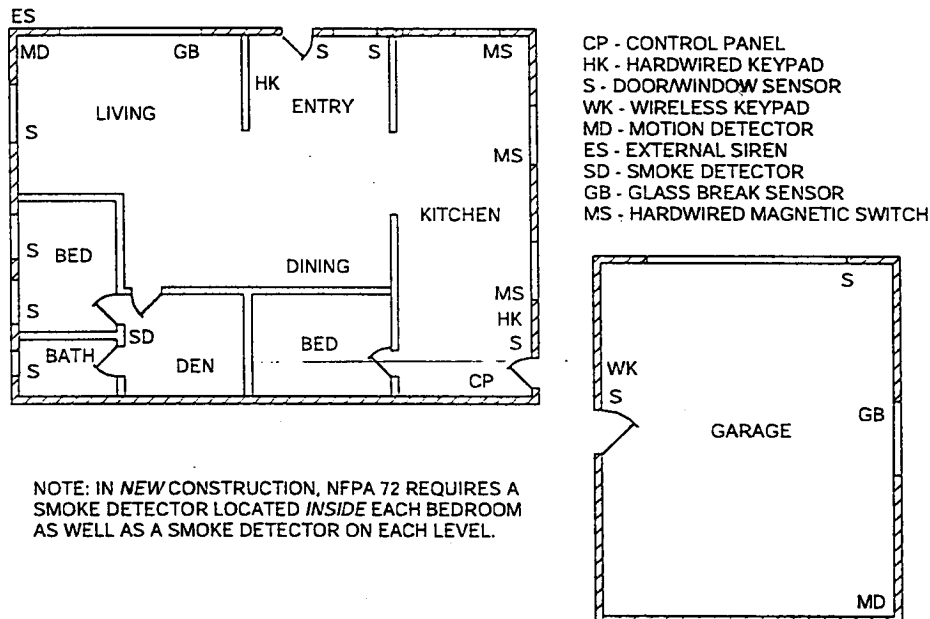 ES
MD GB S S MS
HK
LIVING ENTRY
S
MS
KITCHEN
S BED
DINING
S
MS
HK
SD S
BATH BED
S DEN CP
CP - CONTROL PANEL
HK - HARDWIRED KEYPAD
S - DOOR/WINDOW SENSOR
WK - WIRELESS KEYPAD
MD - MOTION DETECTOR
ES - EXTERNAL SIREN
SD - SMOKE DETECTOR
GB - GLASS BREAK SENSOR
MS - HARDWIRED MAGNETIC SWITCH
S
WK
S
GB
GARAGE
MD
NOTE: IN NEW CONSTRUCTION, NFPA 72 REQUIRES A
SMOKE DETECTOR LOCATED INSIDE EACH BEDROOM
AS WELL AS A SMOKE DETECTOR ON EACH LEVEL.